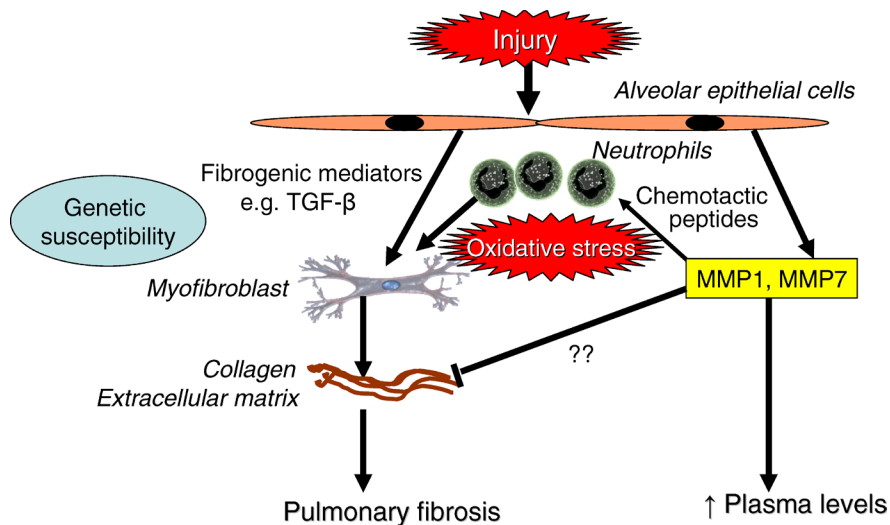 Injury
Alveolar epithelial cells
Neutrophils
Fibrogenic mediators
e.g. TGF-β
Chemotactic
peptides
Genetic
susceptibility
Oxidative stress
MMP1, MMP7
Myofibroblast
??
Collagen
Extracellular matrix
Pulmonary fibrosis
↑ Plasma levels